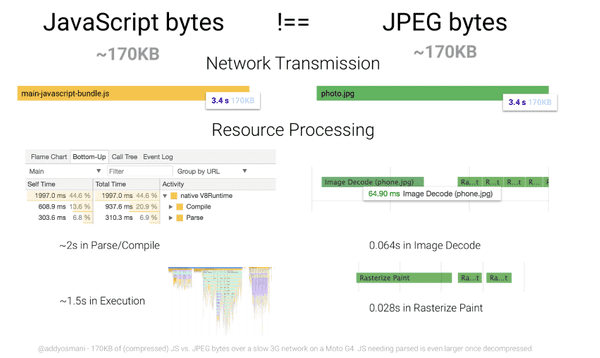 JavaScript bytes !== JPEG bytes
~170KB ~170KB
Network Transmission
main-javascript-bundle.js
3.4 s 170KB
photo.jpg
3.4 s 170KB
Resource Processing
Flame Chart Bottom-Up Call Tree Event Log
Main ▼ Filter Group by URL ▼
Self Time Total Time Activity
1997.0 ms 44.6 % 1997.0 ms 44.6 % ▼ native V8Runtime
608.9 ms 13.6 % 937.6 ms 20.9 % ▶ Compile
303.6 ms 6.8 % 310.3 ms 6.9 % ▶ Parse
Image Decode (phone.jpg) Ra...t R...t R...t R...t
64.90 ms Image Decode (phone.jpg)
~2s in Parse/Compile
0.064s in Image Decode
~1.5s in Execution
Rasterize Paint Ra...t Ra...t
0.028s in Rasterize Paint
@addyosmani - 170KB of (compressed) JS vs. JPEG bytes over a slow 3G network on a Moto G4. JS needing parsed is even larger once decompressed.